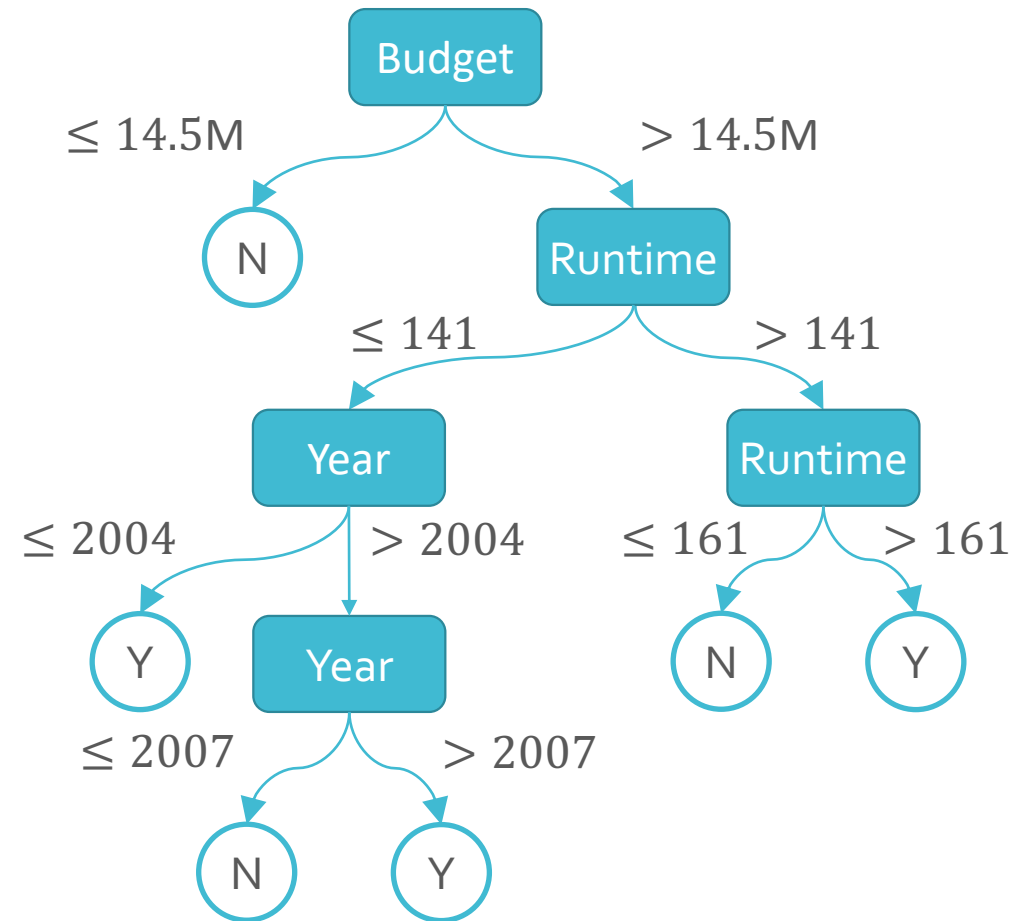 Budget
≤ 14.5M
> 14.5M
N
Runtime
≤ 141
> 141
Year
Runtime
≤ 2004
> 2004
≤ 161
> 161
Y
Year
N
Y
≤ 2007
> 2007
N
Y